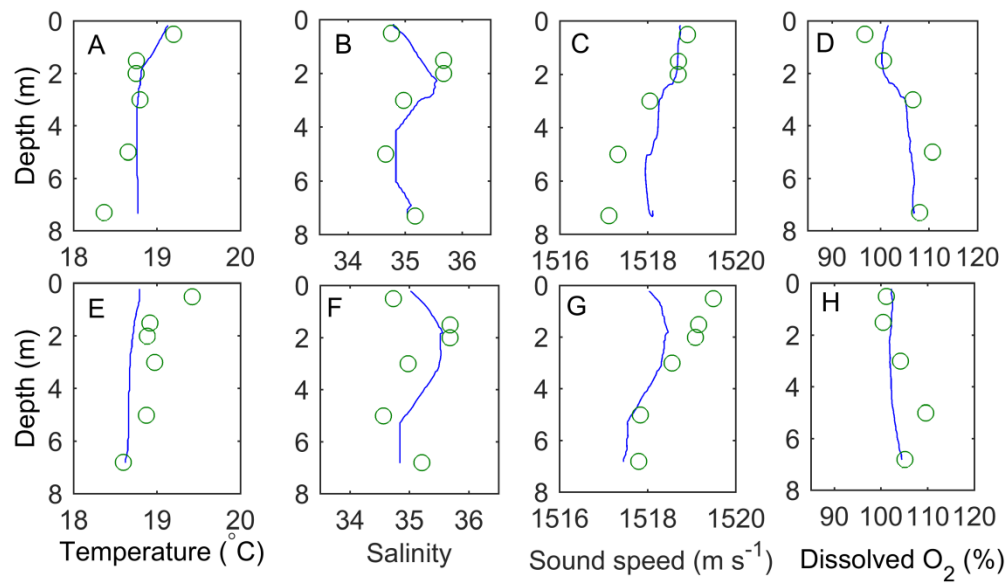 0 0 0 0
A B C D
2 2 2 2
Depth (m)
4 4 4 4
6 6 6 6
8 8 8 8
18 19 20 34 35 36 1516 1518 1520 90 100 110 120
0 0 0 0
E F G H
2 2 2 2
Depth (m)
4 4 4 4
6 6 6 6
8 8 8 8
18 19 20 34 35 36 1516 1518 1520 90 100 110 120
Temperature (°C) Salinity Sound speed (m s⁻¹) Dissolved O₂ (%)